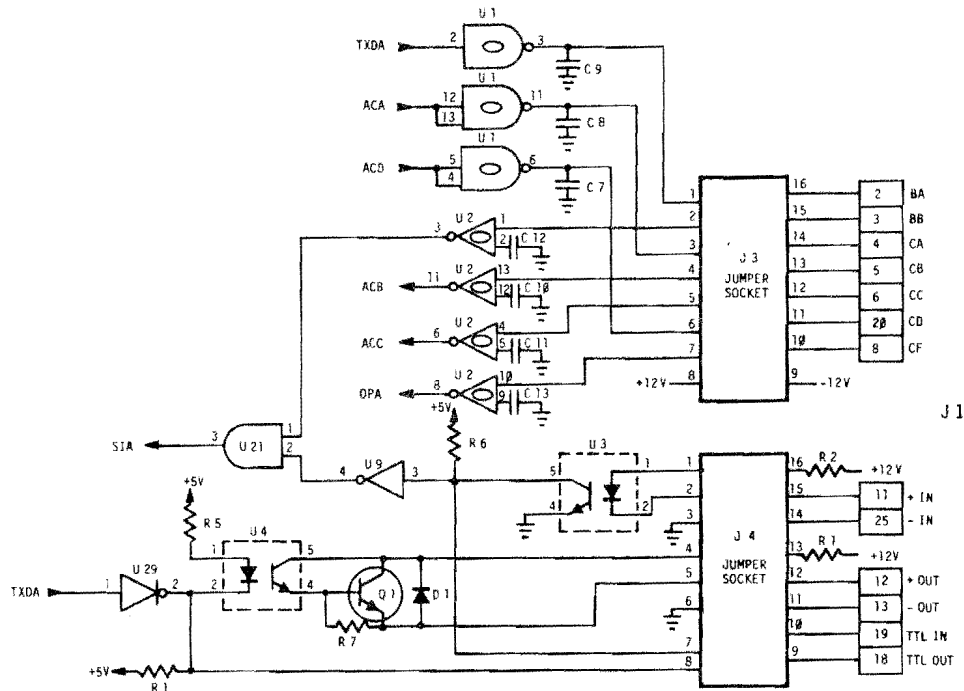 U1
TXDA 2 3
C9
U1
ACA 12 11
13
C8
U1
ACD 5 6
4
C7
1 16 2 BA
U2
3 1
2 C12
2 15 3 BB
3 J3 14 4 CA
U2
ACB 11 13
12 C10
4 JUMPER 13 5 CB
SOCKET
5 12 6 CC
U2
ACC 6 4
5 C11
6 11 20 CD
7 10 8 CF
U2
OPA 8 10
9 C13
+12V 8 9 -12V
+5V
R6
J1
SIA 3 U21 1
2
U9
4 3
U3
5 1
4 2
1 16 R2 +12V
2 15 11 + IN
3 14 25 - IN
+5V
R5
U4
1 5
2 4
4 J4 13 R1 +12V
JUMPER
SOCKET
5 12 12 + OUT
TXDA 1 U29 2
Q1 D1
R7
6 11 13 - OUT
7 10 19 TTL IN
8 9 18 TTL OUT
+5V
R1